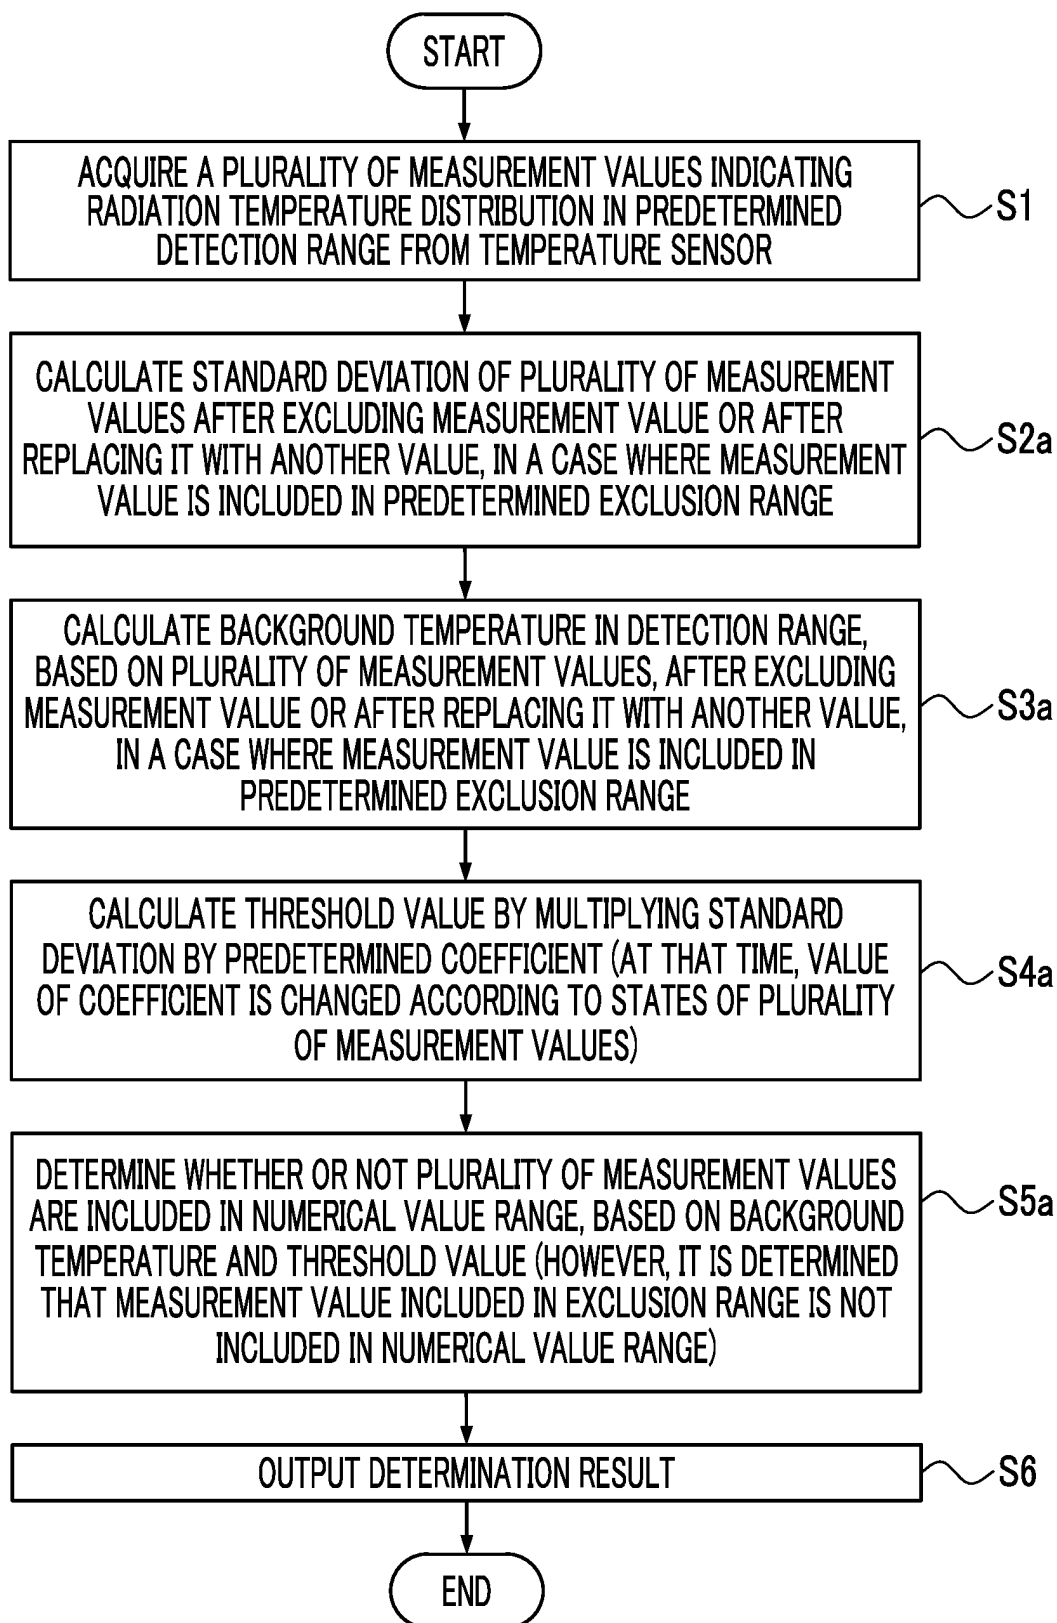 START
ACQUIRE A PLURALITY OF MEASUREMENT VALUES INDICATING
RADIATION TEMPERATURE DISTRIBUTION IN PREDETERMINED
DETECTION RANGE FROM TEMPERATURE SENSOR
S1
CALCULATE STANDARD DEVIATION OF PLURALITY OF MEASUREMENT
VALUES AFTER EXCLUDING MEASUREMENT VALUE OR AFTER
REPLACING IT WITH ANOTHER VALUE, IN A CASE WHERE MEASUREMENT
VALUE IS INCLUDED IN PREDETERMINED EXCLUSION RANGE
S2a
CALCULATE BACKGROUND TEMPERATURE IN DETECTION RANGE,
BASED ON PLURALITY OF MEASUREMENT VALUES, AFTER EXCLUDING
MEASUREMENT VALUE OR AFTER REPLACING IT WITH ANOTHER VALUE,
IN A CASE WHERE MEASUREMENT VALUE IS INCLUDED IN
PREDETERMINED EXCLUSION RANGE
S3a
CALCULATE THRESHOLD VALUE BY MULTIPLYING STANDARD
DEVIATION BY PREDETERMINED COEFFICIENT (AT THAT TIME, VALUE
OF COEFFICIENT IS CHANGED ACCORDING TO STATES OF PLURALITY
OF MEASUREMENT VALUES)
S4a
DETERMINE WHETHER OR NOT PLURALITY OF MEASUREMENT VALUES
ARE INCLUDED IN NUMERICAL VALUE RANGE, BASED ON BACKGROUND
TEMPERATURE AND THRESHOLD VALUE (HOWEVER, IT IS DETERMINED
THAT MEASUREMENT VALUE INCLUDED IN EXCLUSION RANGE IS NOT
INCLUDED IN NUMERICAL VALUE RANGE)
S5a
OUTPUT DETERMINATION RESULT
S6
END